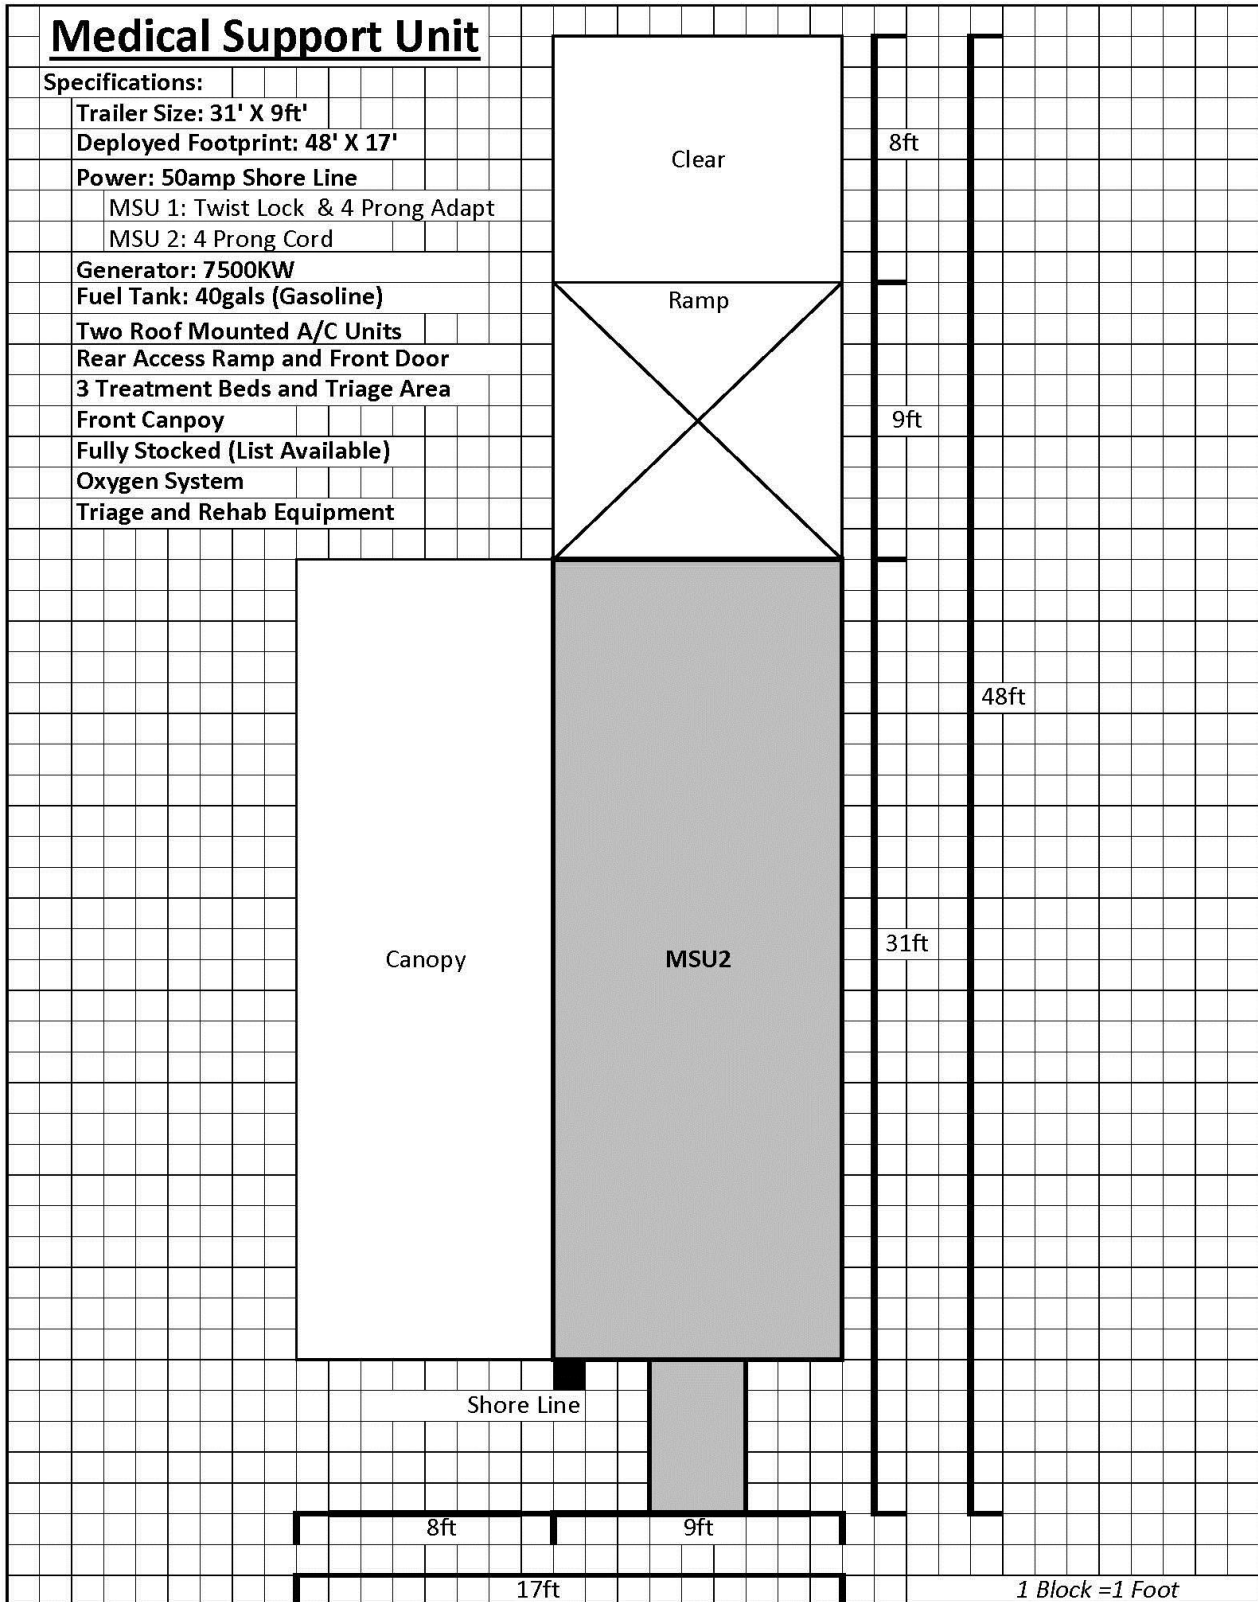 Medical Support Unit
Specifications:
Trailer Size: 31' X 9ft'
Deployed Footprint: 48' X 17'
Power: 50amp Shore Line
MSU 1: Twist Lock & 4 Prong Adapt
MSU 2: 4 Prong Cord
Generator: 7500KW
Fuel Tank: 40gals (Gasoline)
Two Roof Mounted A/C Units
Rear Access Ramp and Front Door
3 Treatment Beds and Triage Area
Front Canpoy
Fully Stocked (List Available)
Oxygen System
Triage and Rehab Equipment
Clear
8ft
Ramp
9ft
48ft
31ft
Canopy
MSU2
Shore Line
8ft
9ft
17ft
1 Block =1 Foot